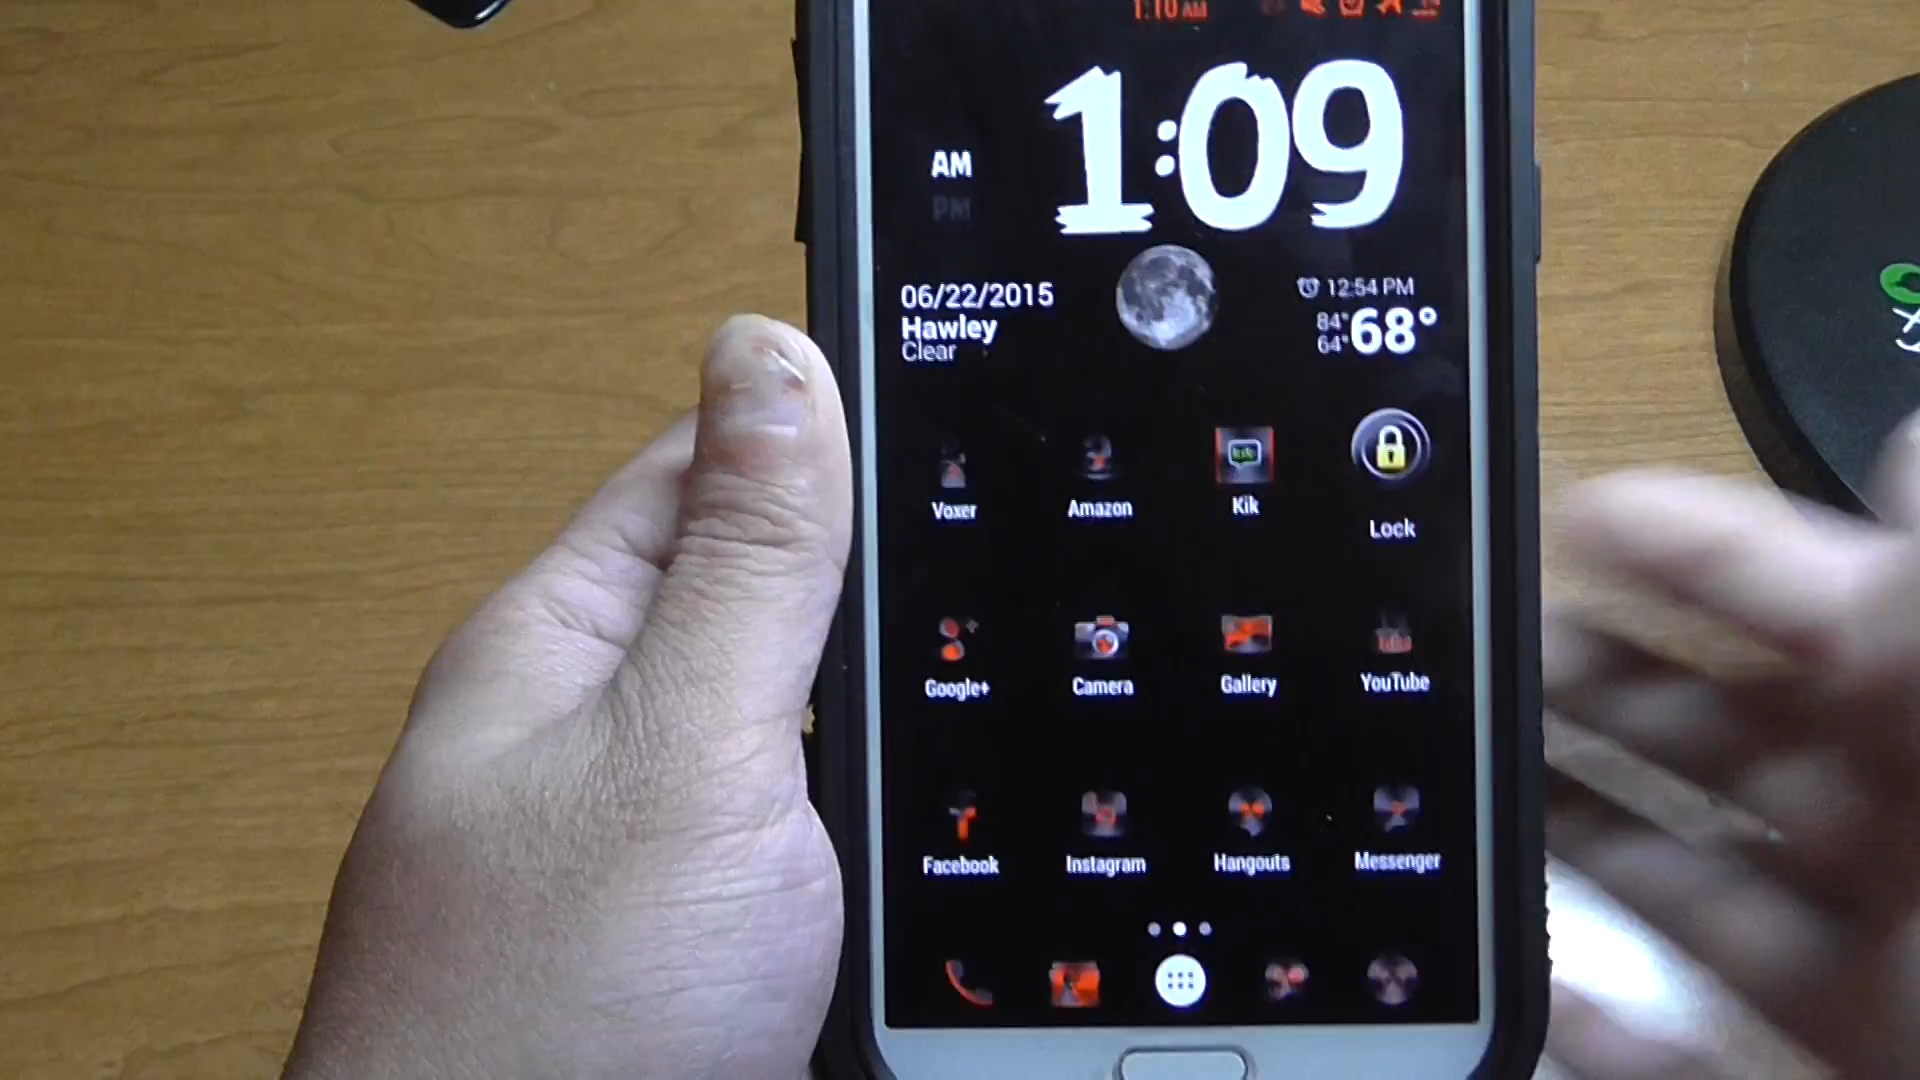 1:10 AM
1:09
AM
PM
06/22/2015
Hawley
Clear
12:54 PM
84°
64°
68°
Voxer
Amazon
Kik
Lock
Google+
Camera
Gallery
YouTube
Facebook
Instagram
Hangouts
Messenger